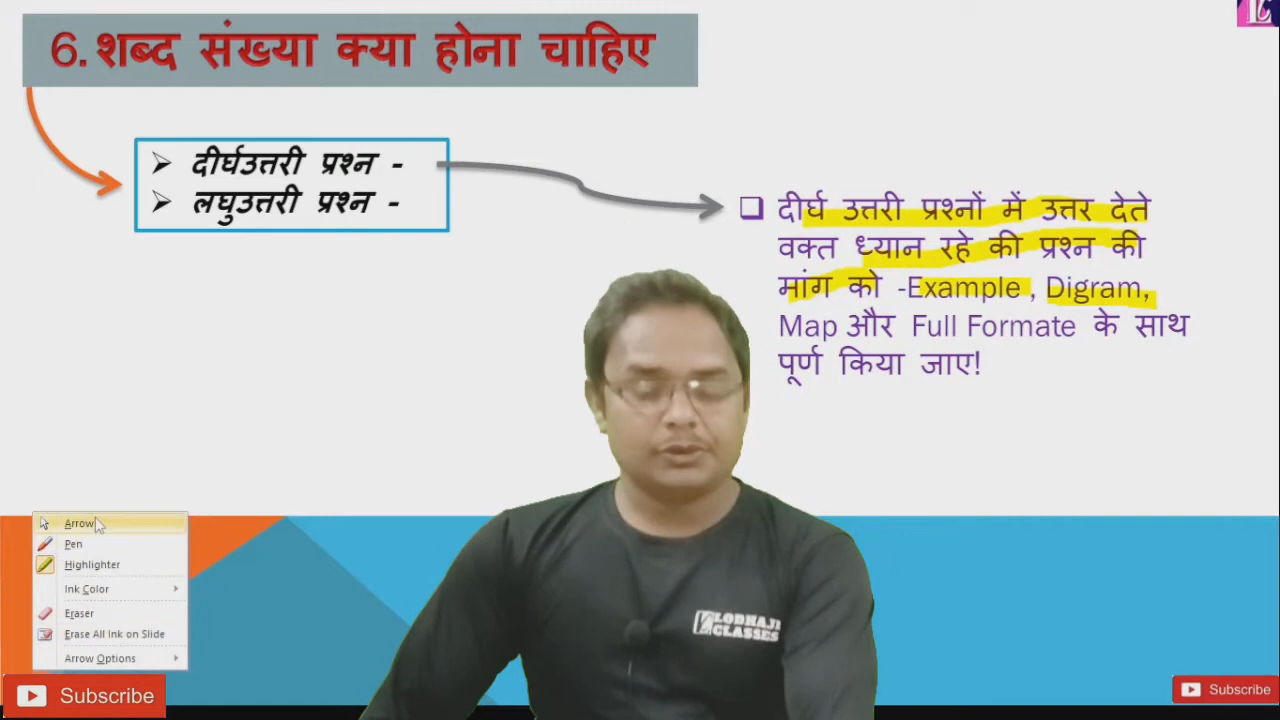 6. शब्द संख्या क्या होना चाहिए
➢ दीर्घउत्तरी प्रश्न -
➢ लघुउत्तरी प्रश्न -
❑ दीर्घ उत्तरी प्रश्नों में उत्तर देते
वक्त ध्यान रहे की प्रश्न की
मांग को -Example , Digram,
Map और Full Formate के साथ
पूर्ण किया जाए!
Arrow
Pen
Highlighter
Ink Color
Eraser
Erase All Ink on Slide
Arrow Options
LODHAJI
CLASSES
Subscribe
Subscribe